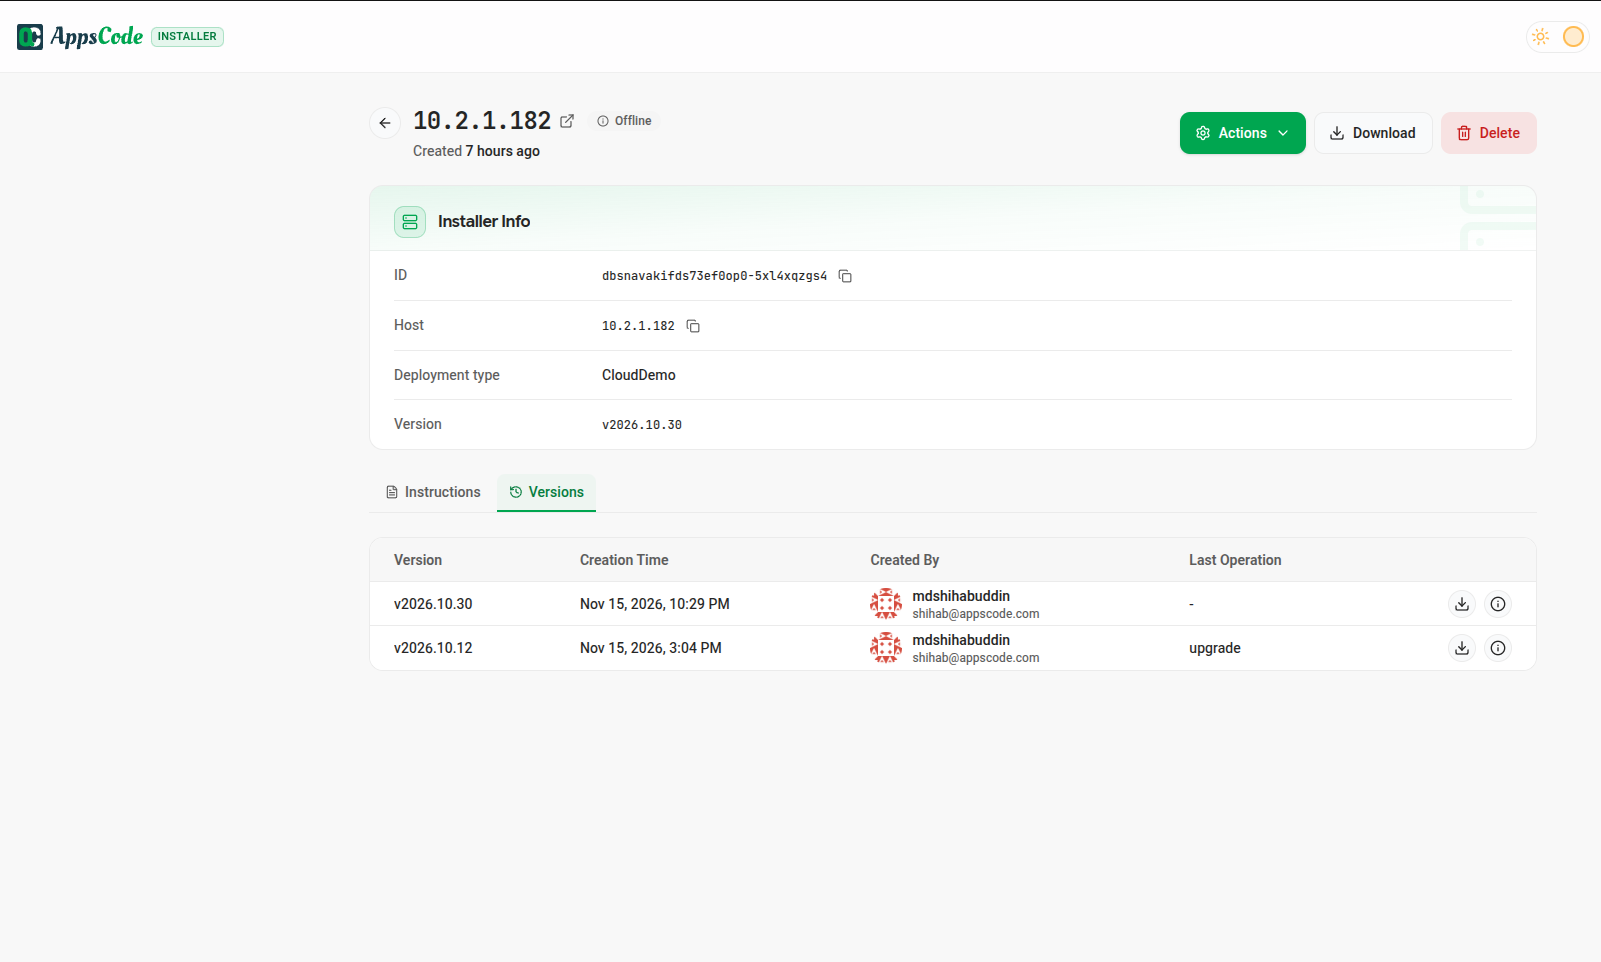 AppsCode INSTALLER
10.2.1.182 Offline
Created 7 hours ago
Actions Download Delete
Installer Info
ID dbsnavakifds73ef0op0-5xl4xqzgs4
Host 10.2.1.182
Deployment type CloudDemo
Version v2026.10.30
Instructions Versions
Version Creation Time Created By Last Operation
v2026.10.30 Nov 15, 2026, 10:29 PM mdshihabuddin -
shihab@appscode.com
v2026.10.12 Nov 15, 2026, 3:04 PM mdshihabuddin upgrade
shihab@appscode.com